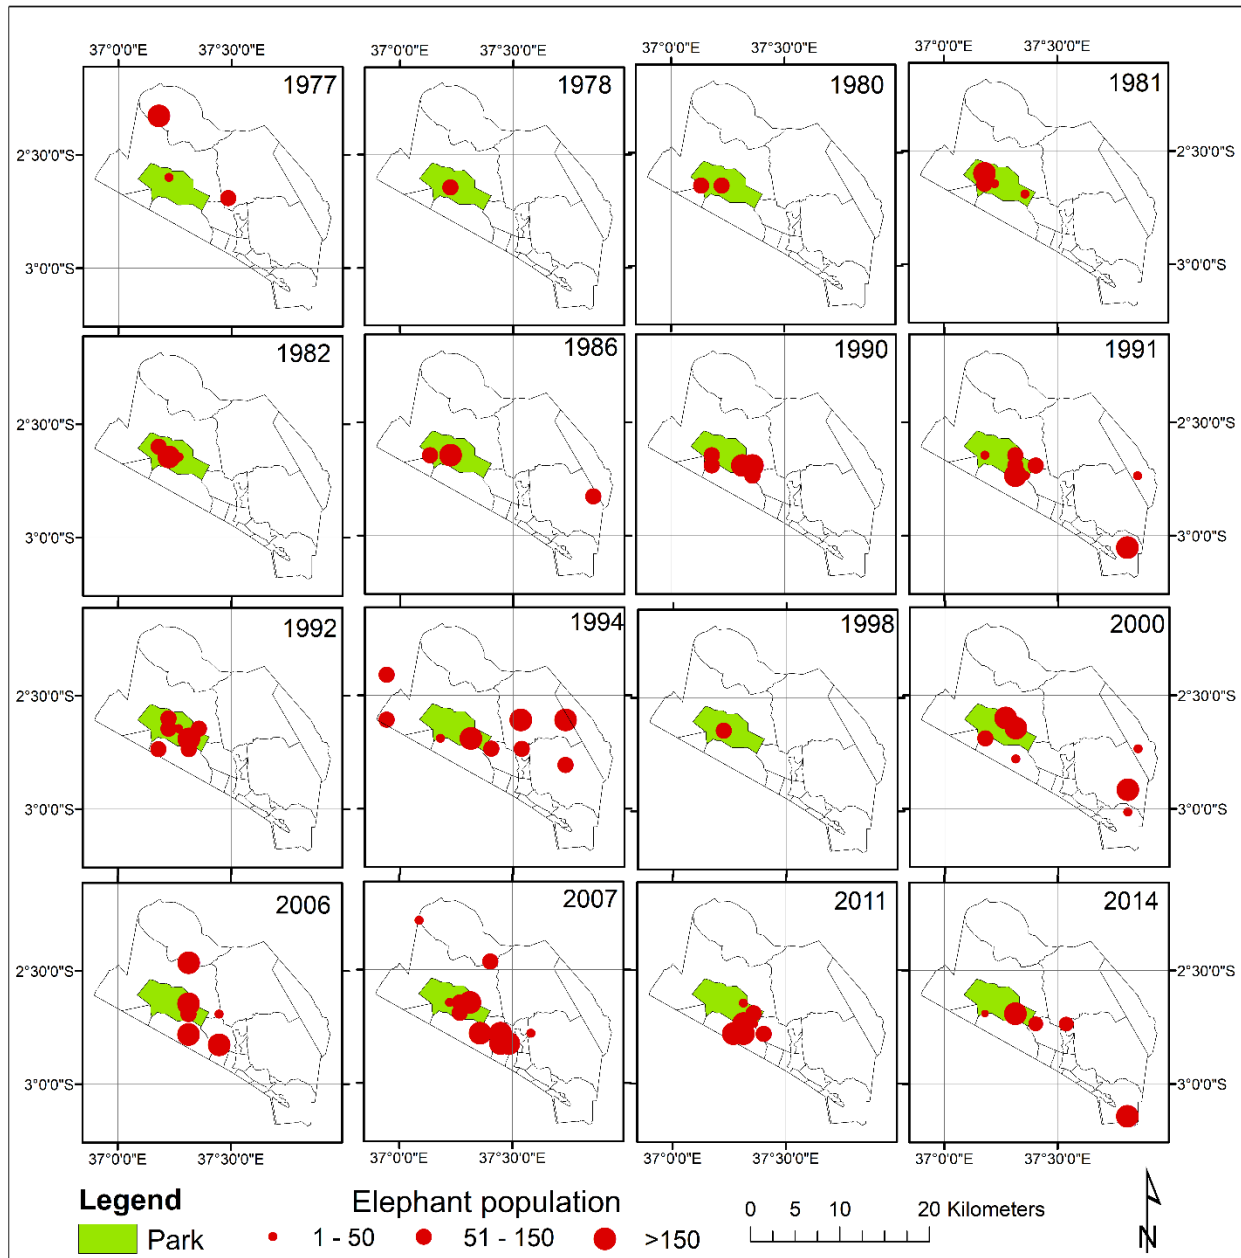 37°0'0"E 37°30'0"E 37°0'0"E 37°30'0"E 37°0'0"E 37°30'0"E 37°0'0"E 37°30'0"E
1977 1978 1980 1981
2°30'0"S 2°30'0"S
3°0'0"S 3°0'0"S
1982 1986 1990 1991
2°30'0"S 2°30'0"S
3°0'0"S 3°0'0"S
1992 1994 1998 2000
2°30'0"S 2°30'0"S
3°0'0"S 3°0'0"S
2006 2007 2011 2014
2°30'0"S 2°30'0"S
3°0'0"S 3°0'0"S
37°0'0"E 37°30'0"E 37°0'0"E 37°30'0"E 37°0'0"E 37°30'0"E 37°0'0"E 37°30'0"E
Legend Elephant population
0 5 10 20 Kilometers
Park 1 - 50 51 - 150 >150
N